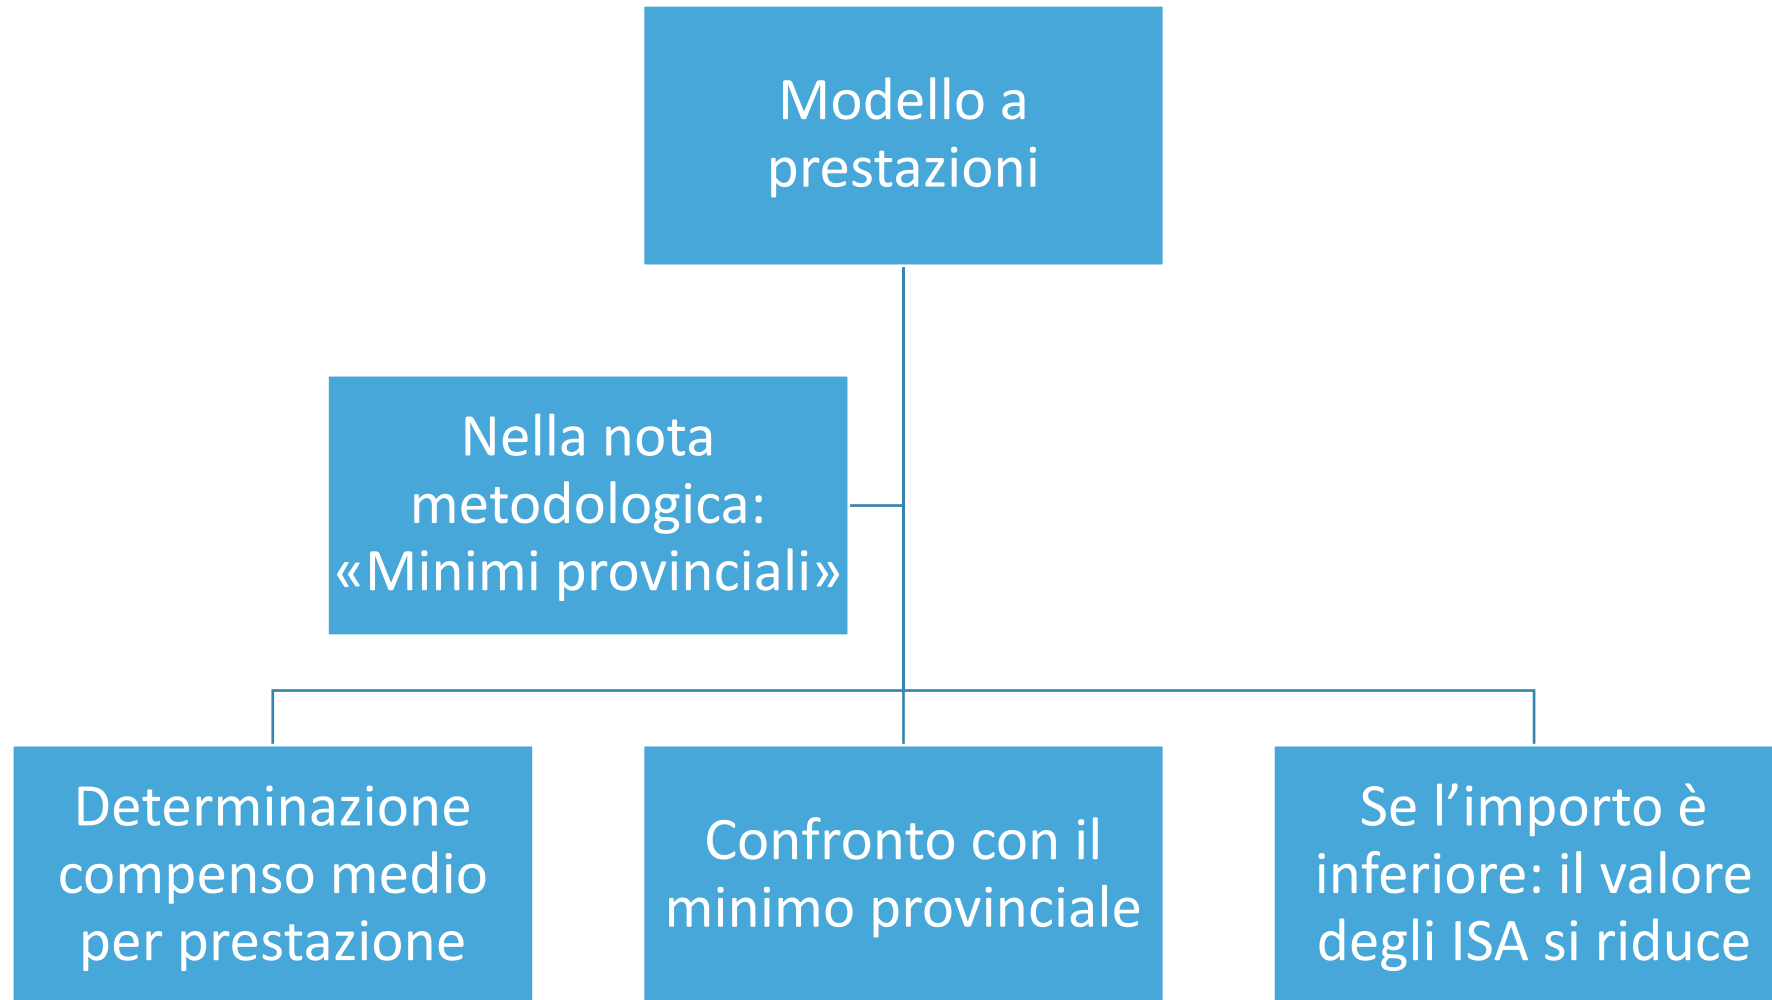 Modello a
prestazioni
Nella nota
metodologica:
«Minimi provinciali»
Determinazione
compenso medio
per prestazione
Confronto con il
minimo provinciale
Se l’importo è
inferiore: il valore
degli ISA si riduce